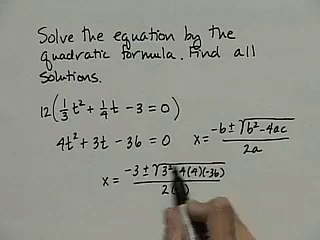 Solve the equation by the
quadratic formula. Find all
solutions.
12(1/3 t² + 1/4 t - 3 = 0)
4t² + 3t - 36 = 0
x = (-b ± √(b² - 4ac)) / 2a
x = (-3 ± √(3² - 4(4)(-36))) / 2(